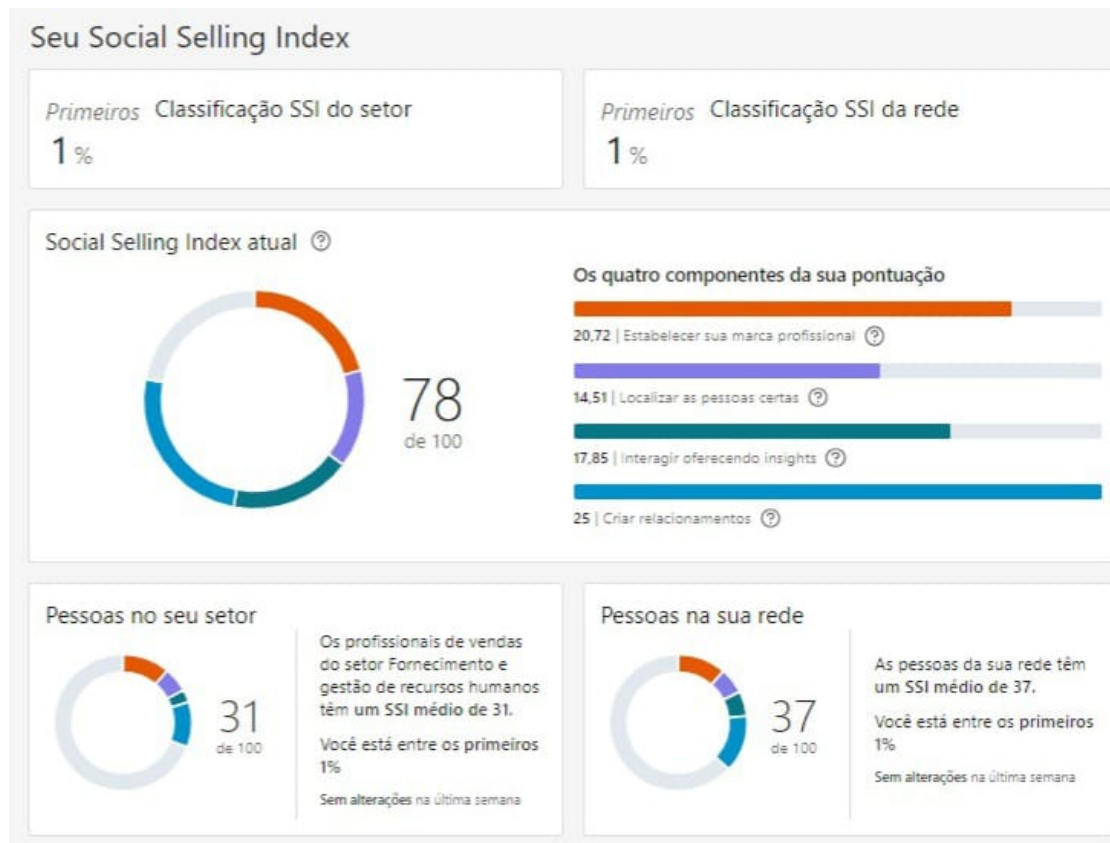 Seu Social Selling Index
Primeiros Classificação SSI do setor
1 %
Primeiros Classificação SSI da rede
1 %
Social Selling Index atual ?
78
de 100
Os quatro componentes da sua pontuação
20,72 | Estabelecer sua marca profissional ?
14,51 | Localizar as pessoas certas ?
17,85 | Interagir oferecendo insights ?
25 | Criar relacionamentos ?
Pessoas no seu setor
31
de 100
Os profissionais de vendas
do setor Fornecimento e
gestão de recursos humanos
têm um SSI médio de 31.
Você está entre os primeiros
1%
Sem alterações na última semana
Pessoas na sua rede
37
de 100
As pessoas da sua rede têm
um SSI médio de 37.
Você está entre os primeiros
1%
Sem alterações na última semana